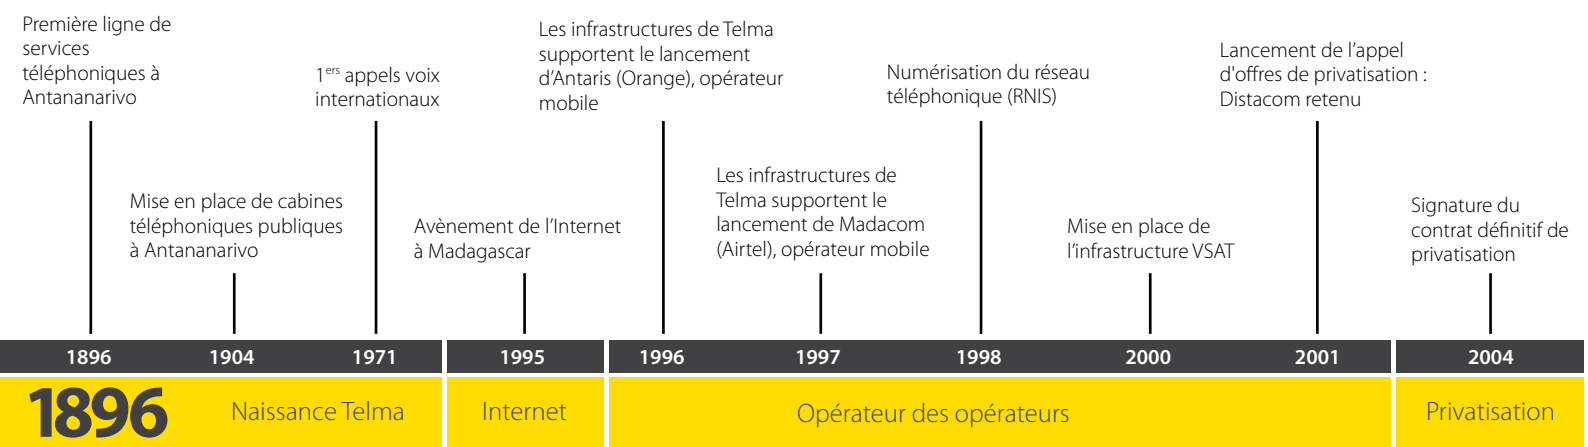 Première ligne de
services
téléphoniques à
Antananarivo
Mise en place de cabines
téléphoniques publiques
à Antananarivo
1ers appels voix
internationaux
Avènement de l'Internet
à Madagascar
Les infrastructures de Telma
supportent le lancement
d'Antaris (Orange), opérateur
mobile
Les infrastructures de
Telma supportent le
lancement de Madacom
(Airtel), opérateur mobile
Numérisation du réseau
téléphonique (RNIS)
Mise en place de
l'infrastructure VSAT
Lancement de l'appel
d'offres de privatisation :
Distacom retenu
Signature du
contrat définitif de
privatisation
1896 1904 1971 1995 1996 1997 1998 2000 2001 2004
1896 Naissance Telma Internet Opérateur des opérateurs Privatisation